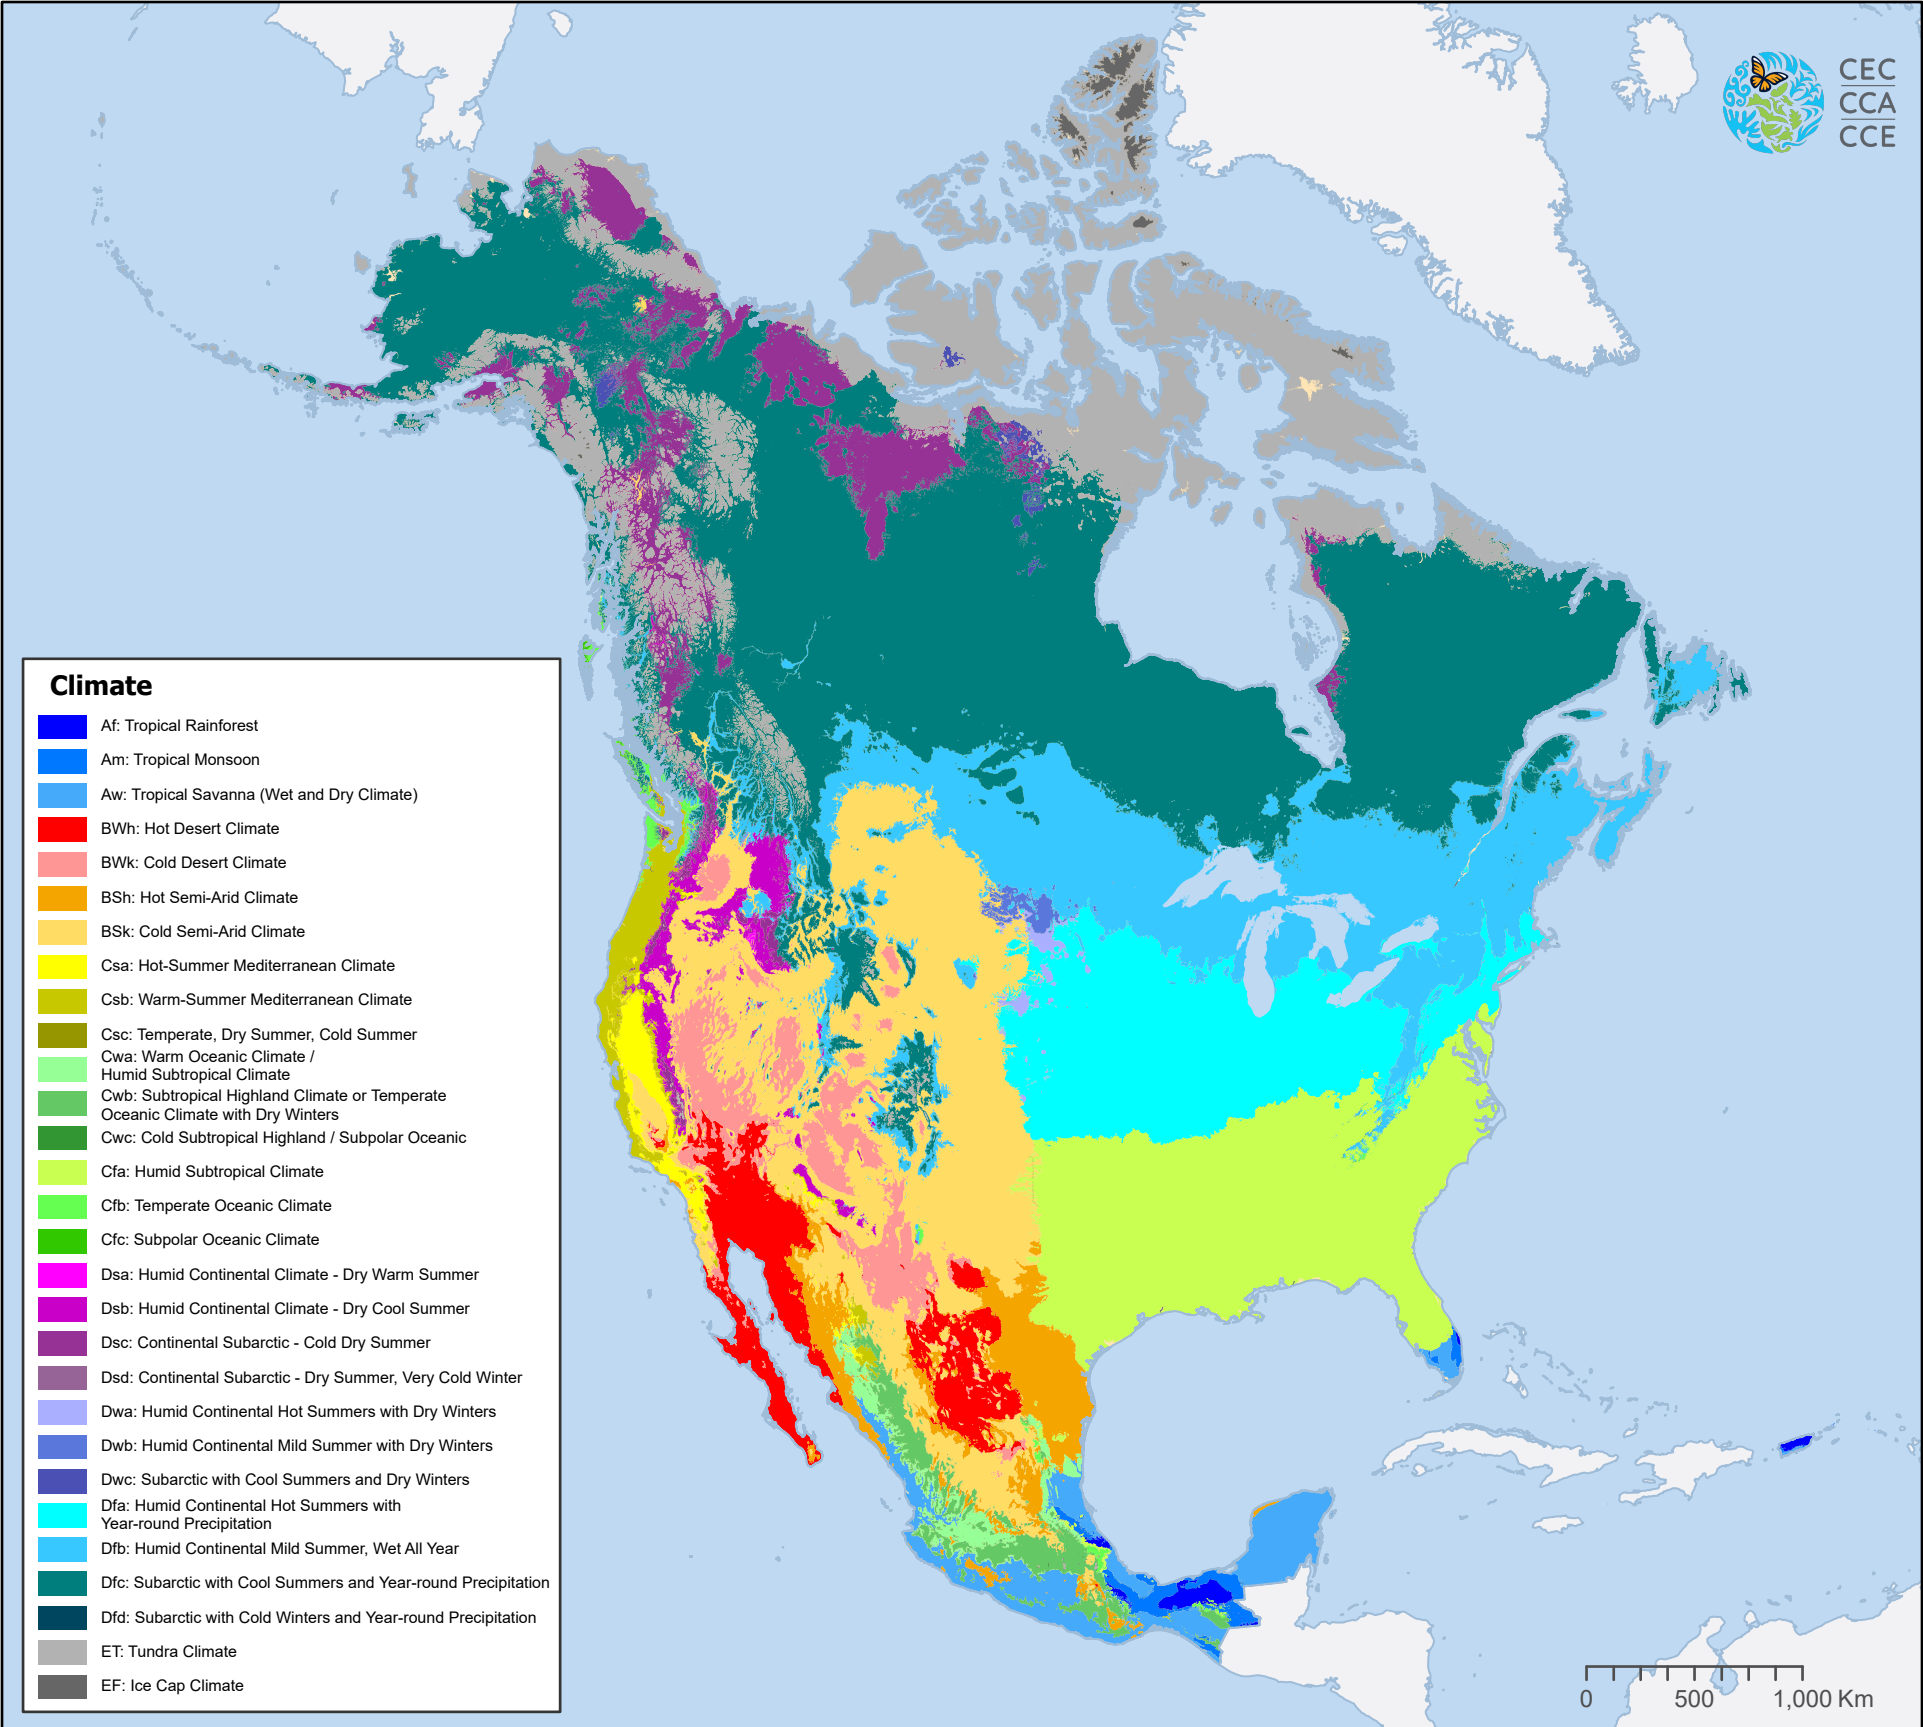 CEC
CCA
CCE
Climate
Af: Tropical Rainforest
Am: Tropical Monsoon
Aw: Tropical Savanna (Wet and Dry Climate)
BWh: Hot Desert Climate
BWk: Cold Desert Climate
BSh: Hot Semi-Arid Climate
BSk: Cold Semi-Arid Climate
Csa: Hot-Summer Mediterranean Climate
Csb: Warm-Summer Mediterranean Climate
Csc: Temperate, Dry Summer, Cold Summer
Cwa: Warm Oceanic Climate /
Humid Subtropical Climate
Cwb: Subtropical Highland Climate or Temperate
Oceanic Climate with Dry Winters
Cwc: Cold Subtropical Highland / Subpolar Oceanic
Cfa: Humid Subtropical Climate
Cfb: Temperate Oceanic Climate
Cfc: Subpolar Oceanic Climate
Dsa: Humid Continental Climate - Dry Warm Summer
Dsb: Humid Continental Climate - Dry Cool Summer
Dsc: Continental Subarctic - Cold Dry Summer
Dsd: Continental Subarctic - Dry Summer, Very Cold Winter
Dwa: Humid Continental Hot Summers with Dry Winters
Dwb: Humid Continental Mild Summer with Dry Winters
Dwc: Subarctic with Cool Summers and Dry Winters
Dfa: Humid Continental Hot Summers with
Year-round Precipitation
Dfb: Humid Continental Mild Summer, Wet All Year
Dfc: Subarctic with Cool Summers and Year-round Precipitation
Dfd: Subarctic with Cold Winters and Year-round Precipitation
ET: Tundra Climate
EF: Ice Cap Climate
0 500 1,000 Km